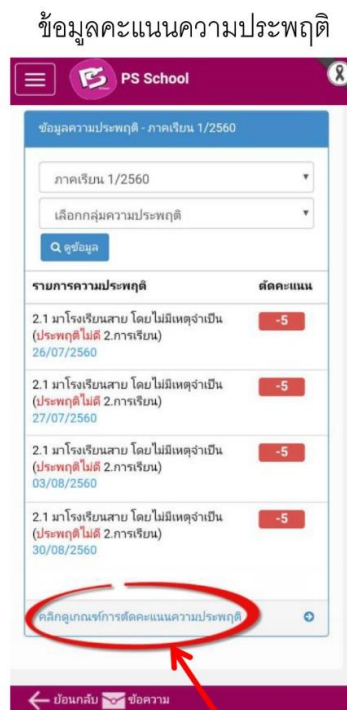 ข้อมูลคะแนนความประพฤติ
PS School
ข้อมูลความประพฤติ - ภาคเรียน 1/2560
ภาคเรียน 1/2560
เลือกกลุ่มความประพฤติ
ดูข้อมูล
รายการความประพฤติ ตัดคะแนน
2.1 มาโรงเรียนสาย โดยไม่มีเหตุจำเป็น -5
(ประพฤติไม่ดี 2.การเรียน)
26/07/2560
2.1 มาโรงเรียนสาย โดยไม่มีเหตุจำเป็น -5
(ประพฤติไม่ดี 2.การเรียน)
27/07/2560
2.1 มาโรงเรียนสาย โดยไม่มีเหตุจำเป็น -5
(ประพฤติไม่ดี 2.การเรียน)
03/08/2560
2.1 มาโรงเรียนสาย โดยไม่มีเหตุจำเป็น -5
(ประพฤติไม่ดี 2.การเรียน)
30/08/2560
คลิกดูเกณฑ์การตัดคะแนนความประพฤติ
ย้อนกลับ ข้อความ